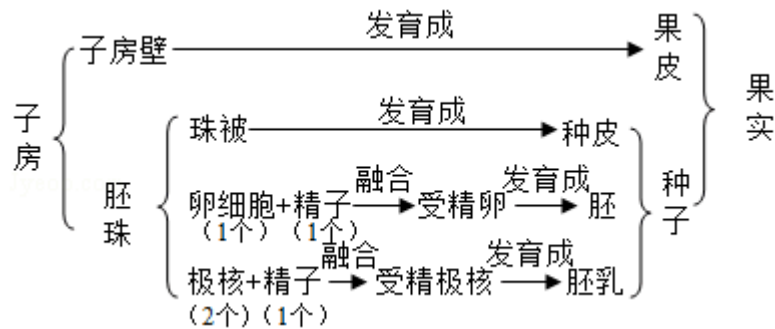 子房
子房壁 发育成 果皮
果实
胚珠
珠被 发育成 种皮
种子
卵细胞+精子 融合 受精卵 发育成 胚
(1个) (1个)
极核+精子 融合 受精极核 发育成 胚乳
(2个) (1个)